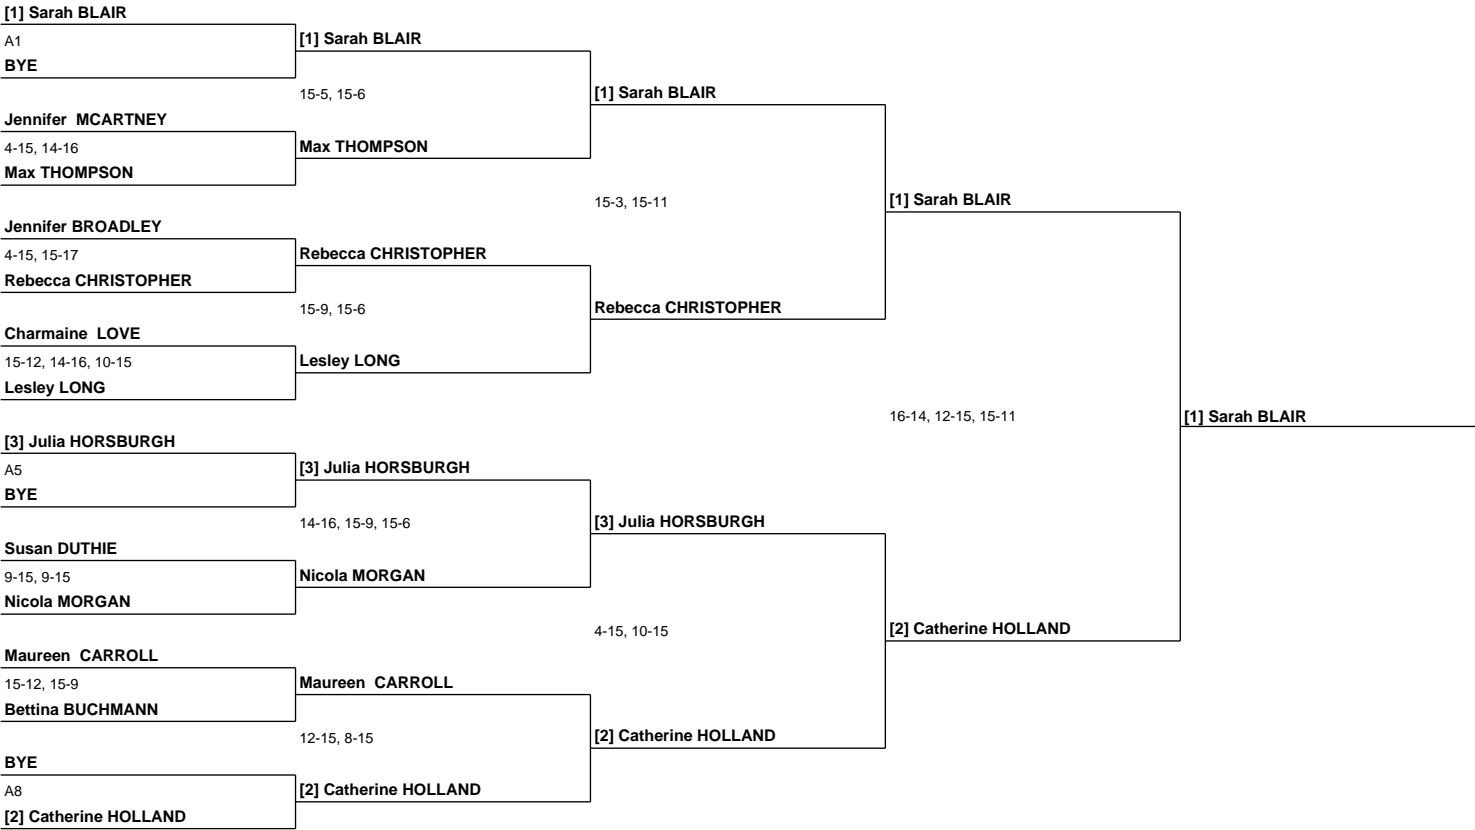 [1] Sarah BLAIR
A1
BYE
Jennifer  MCARTNEY
4-15, 14-16
Max THOMPSON
Jennifer BROADLEY
4-15, 15-17
Rebecca CHRISTOPHER
Charmaine  LOVE
15-12, 14-16, 10-15
Lesley LONG
[3] Julia HORSBURGH
A5
BYE
Susan DUTHIE
9-15, 9-15
Nicola MORGAN
Maureen  CARROLL
15-12, 15-9
Bettina BUCHMANN
BYE
A8
[2] Catherine HOLLAND
[1] Sarah BLAIR
15-5, 15-6
Max THOMPSON
Rebecca CHRISTOPHER
15-9, 15-6
Lesley LONG
[3] Julia HORSBURGH
14-16, 15-9, 15-6
Nicola MORGAN
Maureen  CARROLL
12-15, 8-15
[2] Catherine HOLLAND
[1] Sarah BLAIR
15-3, 15-11
Rebecca CHRISTOPHER
[3] Julia HORSBURGH
4-15, 10-15
[2] Catherine HOLLAND
[1] Sarah BLAIR
16-14, 12-15, 15-11
[2] Catherine HOLLAND
[1] Sarah BLAIR